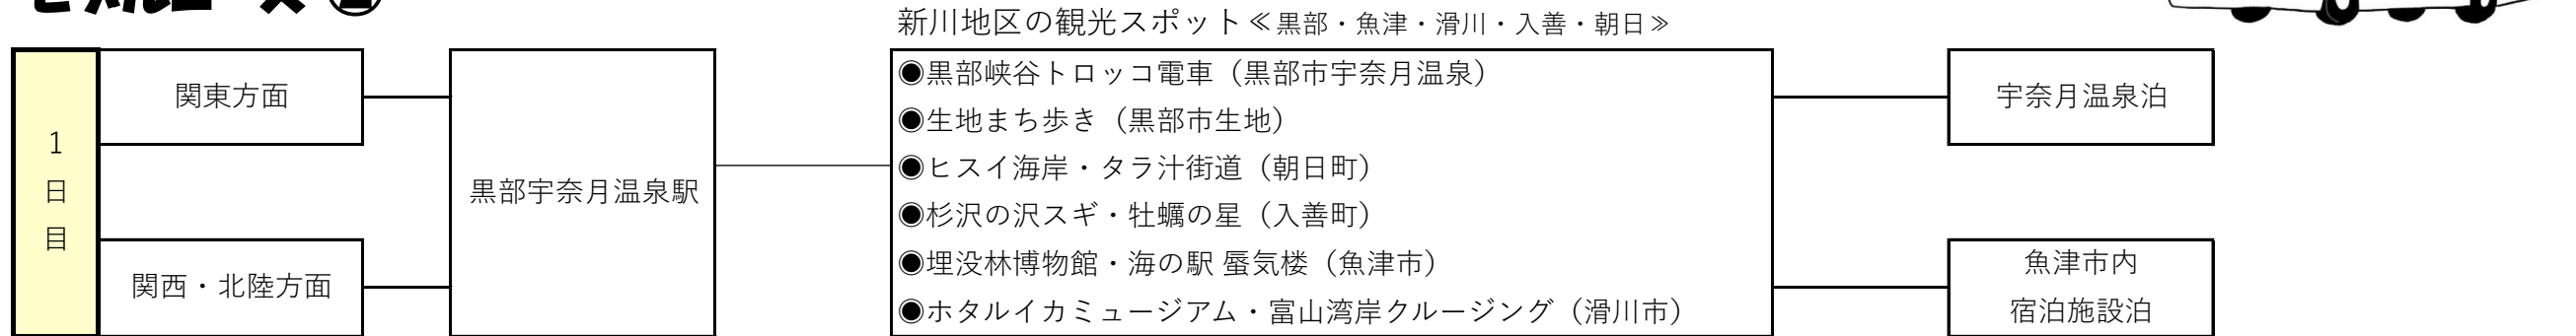 新川地区の観光スポット≪黒部・魚津・滑川・入善・朝日≫
1日目
関東方面
関西・北陸方面
黒部宇奈月温泉駅
◉黒部峡谷トロッコ電車（黒部市宇奈月温泉）
◉生地まち歩き（黒部市生地）
◉ヒスイ海岸・タラ汁街道（朝日町）
◉杉沢の沢スギ・牡蠣の星（入善町）
◉埋没林博物館・海の駅 蜃気楼（魚津市）
◉ホタルイカミュージアム・富山湾岸クルージング（滑川市）
宇奈月温泉泊
魚津市内
宿泊施設泊